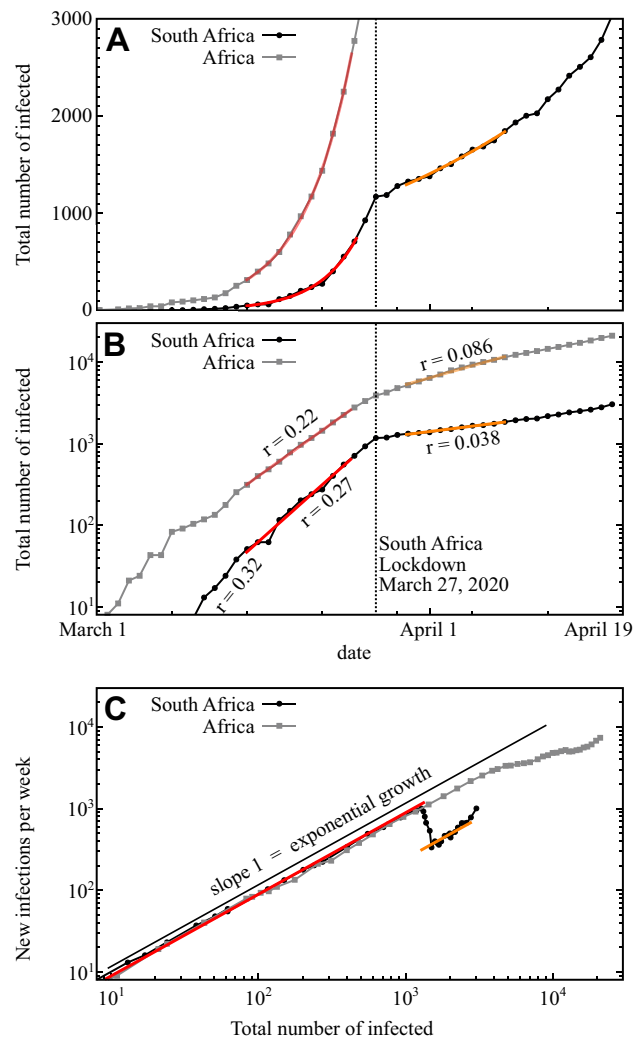 A
South Africa
Africa
Total number of infected
3000
2000
1000
0
B
South Africa
Africa
Total number of infected
10^4
10^3
10^2
10^1
r = 0.086
r = 0.22
r = 0.038
r = 0.27
r = 0.32
South Africa
Lockdown
March 27, 2020
March 1
April 1
April 19
date
C
South Africa
Africa
New infections per week
10^4
10^3
10^2
10^1
slope 1 = exponential growth
10^1
10^2
10^3
10^4
Total number of infected